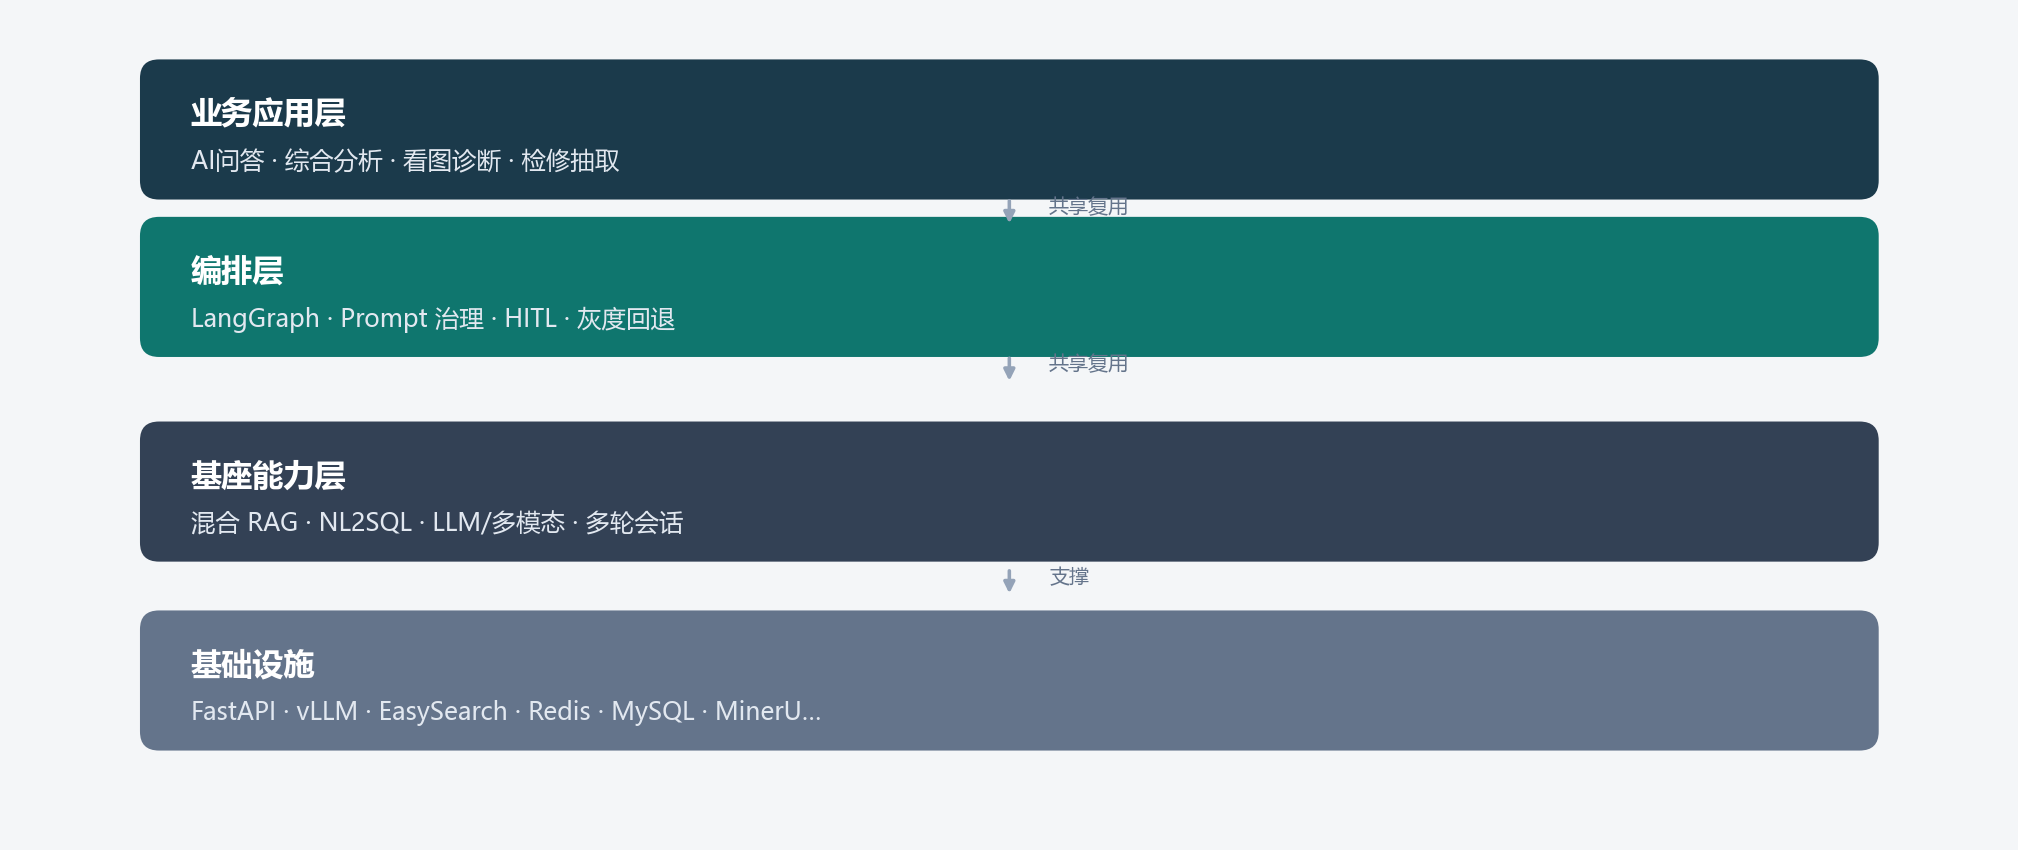 业务应用层
AI问答 · 综合分析 · 看图诊断 · 检修抽取
共享复用
编排层
LangGraph · Prompt 治理 · HITL · 灰度回退
共享复用
基座能力层
混合 RAG · NL2SQL · LLM/多模态 · 多轮会话
支撑
基础设施
FastAPI · vLLM · EasySearch · Redis · MySQL · MinerU...